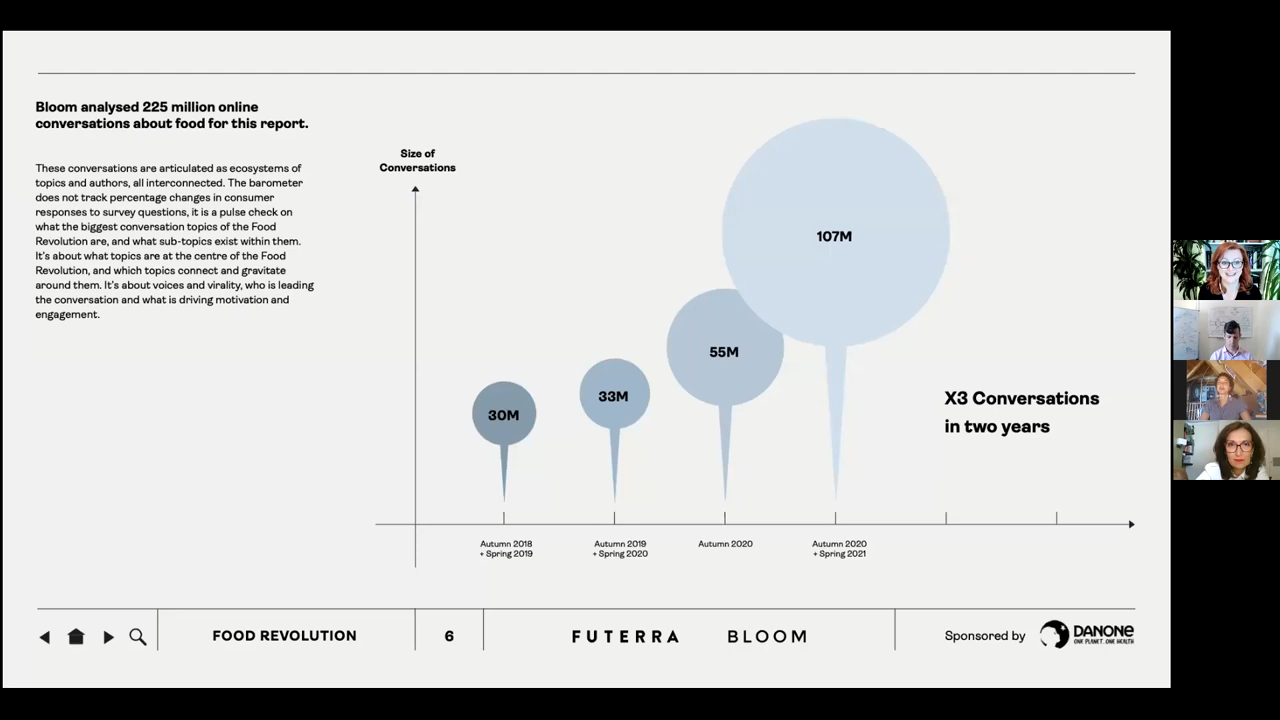 Bloom analysed 225 million online
conversations about food for this report.
These conversations are articulated as ecosystems of
topics and authors, all interconnected. The barometer
does not track percentage changes in consumer
responses to survey questions, it is a pulse check on
what the biggest conversation topics of the Food
Revolution are, and what sub-topics exist within them.
It's about what topics are at the centre of the Food
Revolution, and which topics connect and gravitate
around them. It's about voices and virality, who is leading
the conversation and what is driving motivation and
engagement.
Size of
Conversations
107M
55M
33M
30M
X3 Conversations
in two years
Autumn 2018
+ Spring 2019
Autumn 2019
+ Spring 2020
Autumn 2020
Autumn 2020
+ Spring 2021
FOOD REVOLUTION
6
FUTERRA
BLOOM
Sponsored by
DANONE
ONE PLANET. ONE HEALTH